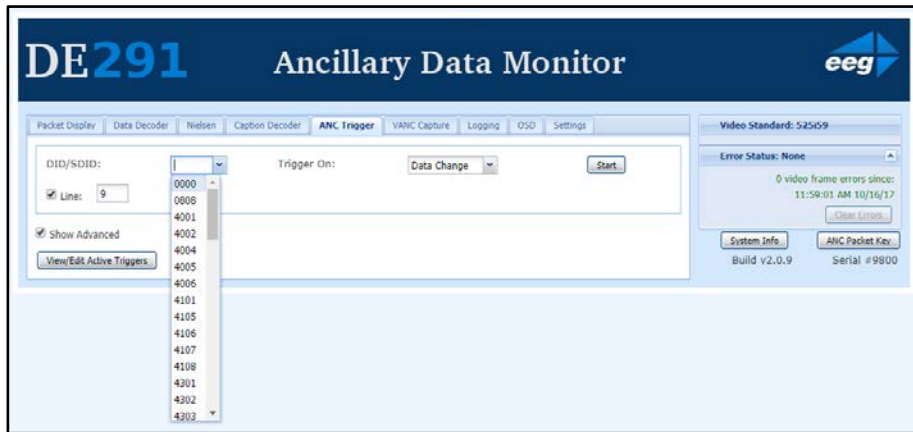 DE291 Ancillary Data Monitor eeg
Packet Display Data Decoder Nielsen Caption Decoder ANC Trigger VANC Capture Logging OSD Settings
DID/SDID: Trigger On: Data Change Start
Line: 9
Show Advanced
View/Edit Active Triggers
0000
0808
4001
4002
4004
4005
4006
4101
4105
4106
4107
4108
4301
4302
4303
Video Standard: 525i59
Error Status: None
0 video frame errors since:
11:59:01 AM 10/16/17
Clear Errors
System Info ANC Packet Key
Build v2.0.9 Serial #9800